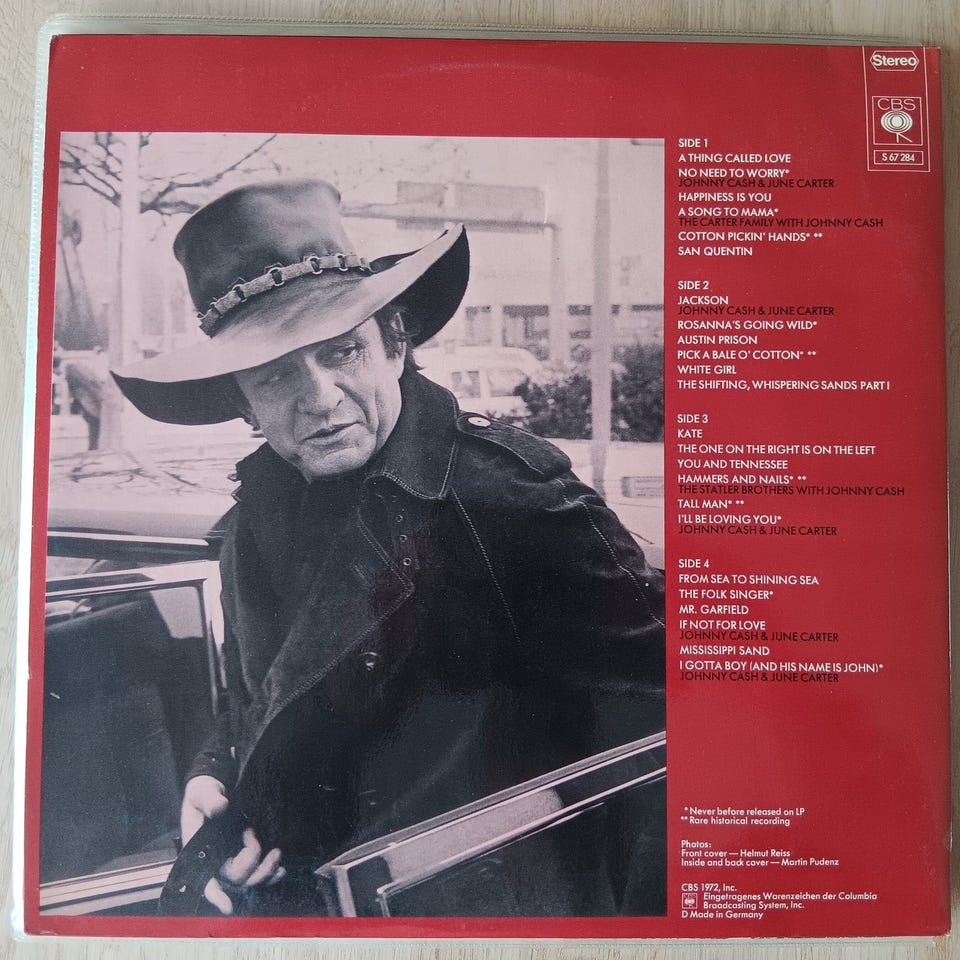 Stereo
CBS
S 67 284
SIDE 1
A THING CALLED LOVE
NO NEED TO WORRY*
JOHNNY CASH & JUNE CARTER
HAPPINESS IS YOU
A SONG TO MAMA*
THE CARTER FAMILY WITH JOHNNY CASH
COTTON PICKIN' HANDS* **
SAN QUENTIN
SIDE 2
JACKSON
JOHNNY CASH & JUNE CARTER
ROSANNA'S GOING WILD*
AUSTIN PRISON
PICK A BALE O' COTTON* **
WHITE GIRL
THE SHIFTING, WHISPERING SANDS PART I
SIDE 3
KATE
THE ONE ON THE RIGHT IS ON THE LEFT
YOU AND TENNESSEE
HAMMERS AND NAILS* **
THE STATLER BROTHERS WITH JOHNNY CASH
TALL MAN* **
I'LL BE LOVING YOU*
JOHNNY CASH & JUNE CARTER
SIDE 4
FROM SEA TO SHINING SEA
THE FOLK SINGER*
MR. GARFIELD
IF NOT FOR LOVE
JOHNNY CASH & JUNE CARTER
MISSISSIPPI SAND
I GOTTA BOY (AND HIS NAME IS JOHN)*
JOHNNY CASH & JUNE CARTER
* Never before released on LP
** Rare historical recording
Photos:
Front cover — Helmut Reiss
Inside and back cover — Martin Pudenz
CBS 1972, Inc.
Eingetragenes Warenzeichen der Columbia
Broadcasting System, Inc.
D Made in Germany